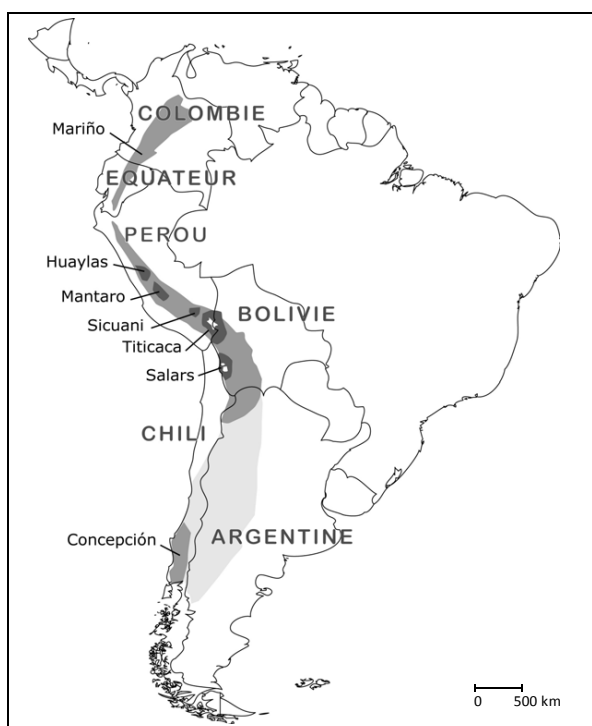 COLOMBIE
Mariño
EQUATEUR
PEROU
Huaylas
Mantaro
BOLIVIE
Sicuani
Titicaca
Salars
CHILI
Concepción
ARGENTINE
0 500 km